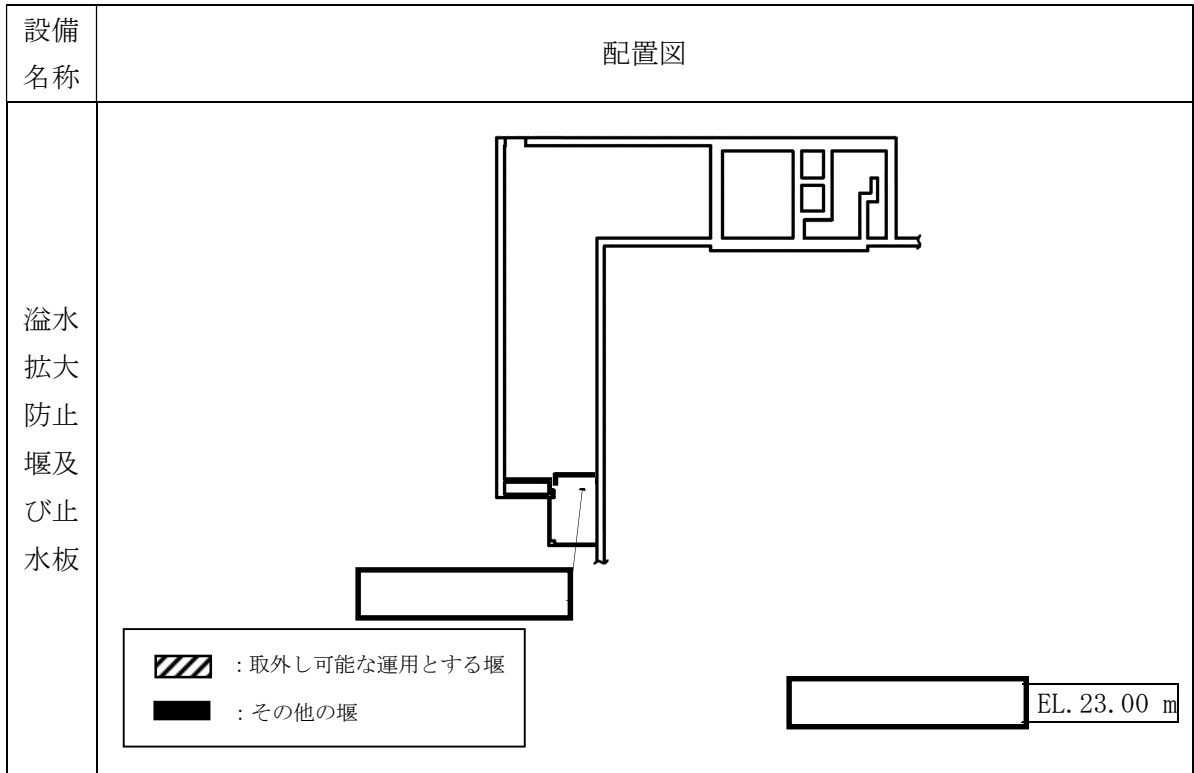 設備
名称
配置図
溢水
拡大
防止
堰及
び止
水板
：取外し可能な運用とする堰
：その他の堰
EL.23.00 m